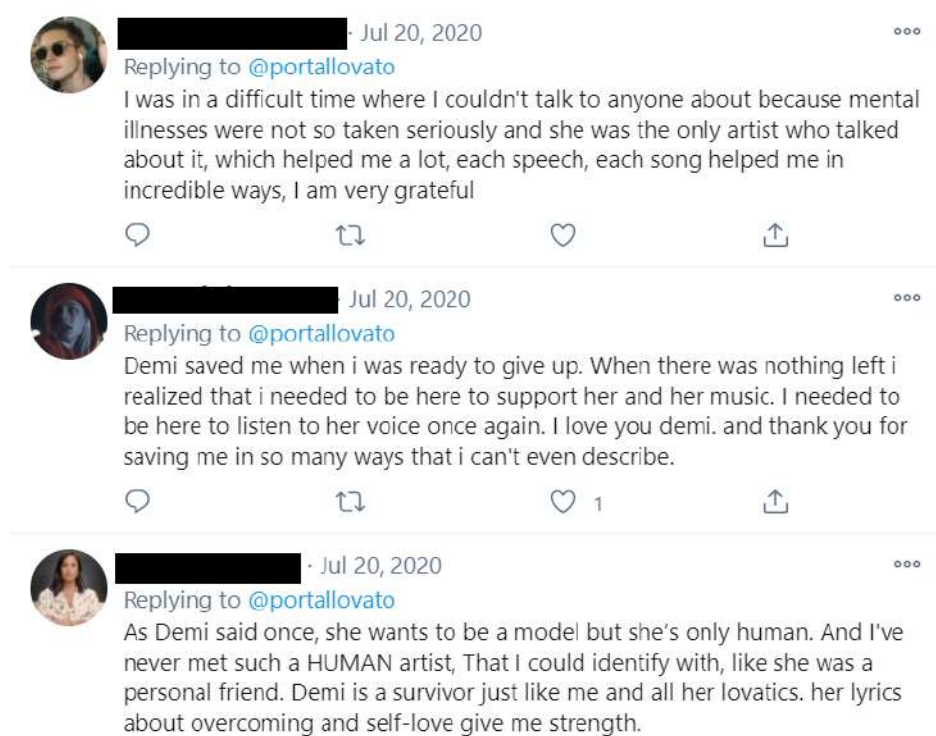 · Jul 20, 2020
Replying to @portallovato
I was in a difficult time where I couldn't talk to anyone about because mental
illnesses were not so taken seriously and she was the only artist who talked
about it, which helped me a lot, each speech, each song helped me in
incredible ways, I am very grateful
Jul 20, 2020
Replying to @portallovato
Demi saved me when i was ready to give up. When there was nothing left i
realized that i needed to be here to support her and her music. I needed to
be here to listen to her voice once again. I love you demi. and thank you for
saving me in so many ways that i can't even describe.
1
· Jul 20, 2020
Replying to @portallovato
As Demi said once, she wants to be a model but she's only human. And I've
never met such a HUMAN artist, That I could identify with, like she was a
personal friend. Demi is a survivor just like me and all her lovatics. her lyrics
about overcoming and self-love give me strength.